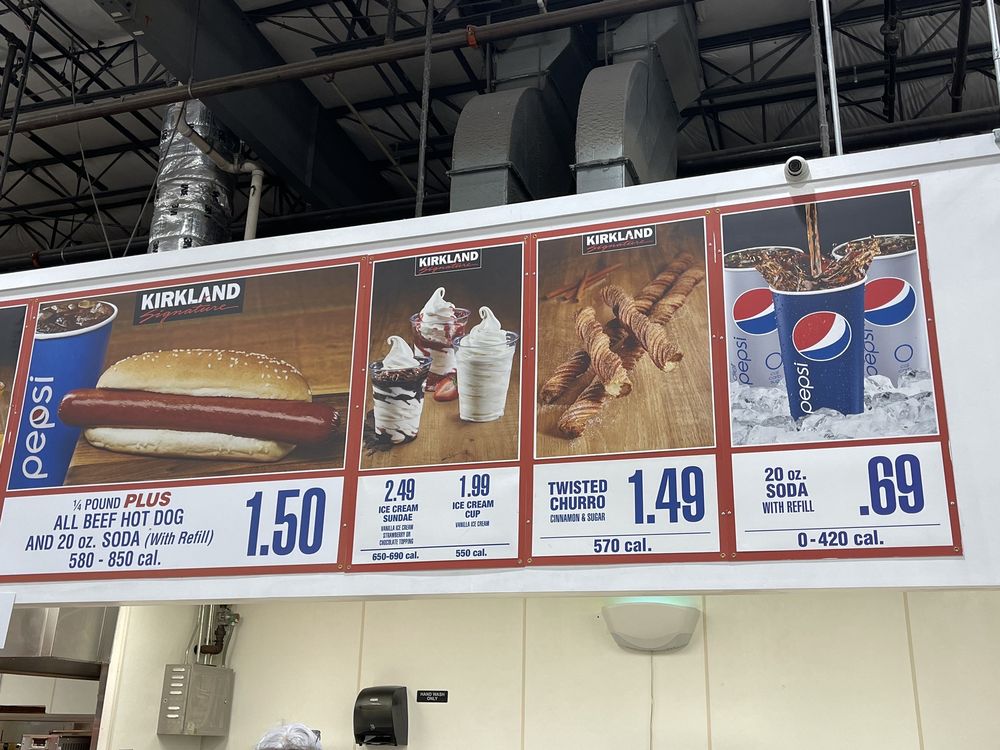 KIRKLAND
Signature
pepsi
¼ POUND PLUS
ALL BEEF HOT DOG
AND 20 oz. SODA (With Refill)
580 - 850 cal.
1.50
KIRKLAND
Signature
2.49
ICE CREAM
SUNDAE
VANILLA ICE CREAM
STRAWBERRY OR
CHOCOLATE TOPPING
650-690 cal.
1.99
ICE CREAM
CUP
VANILLA ICE CREAM
550 cal.
KIRKLAND
Signature
TWISTED
CHURRO
CINNAMON & SUGAR
1.49
570 cal.
pepsi
pepsi
pepsi
20 oz.
SODA
WITH REFILL
.69
0-420 cal.
HAND WASH
ONLY